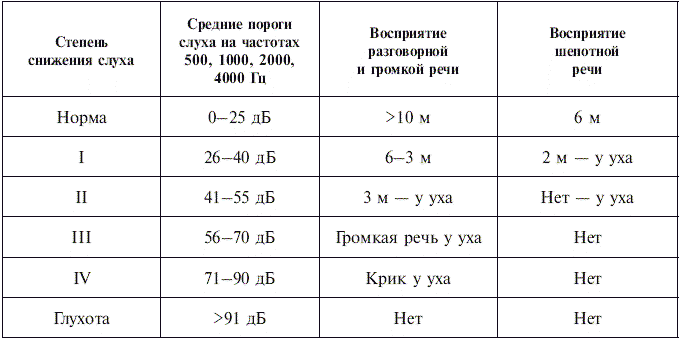 Степень
снижения слуха
Средние пороги
слуха на частотах
500, 1000, 2000,
4000 Гц
Восприятие
разговорной
и громкой речи
Восприятие
шепотной
речи
Норма 0–25 дБ >10 м 6 м
I 26–40 дБ 6–3 м 2 м — у уха
II 41–55 дБ 3 м — у уха Нет — у уха
III 56–70 дБ Громкая речь у уха Нет
IV 71–90 дБ Крик у уха Нет
Глухота >91 дБ Нет Нет